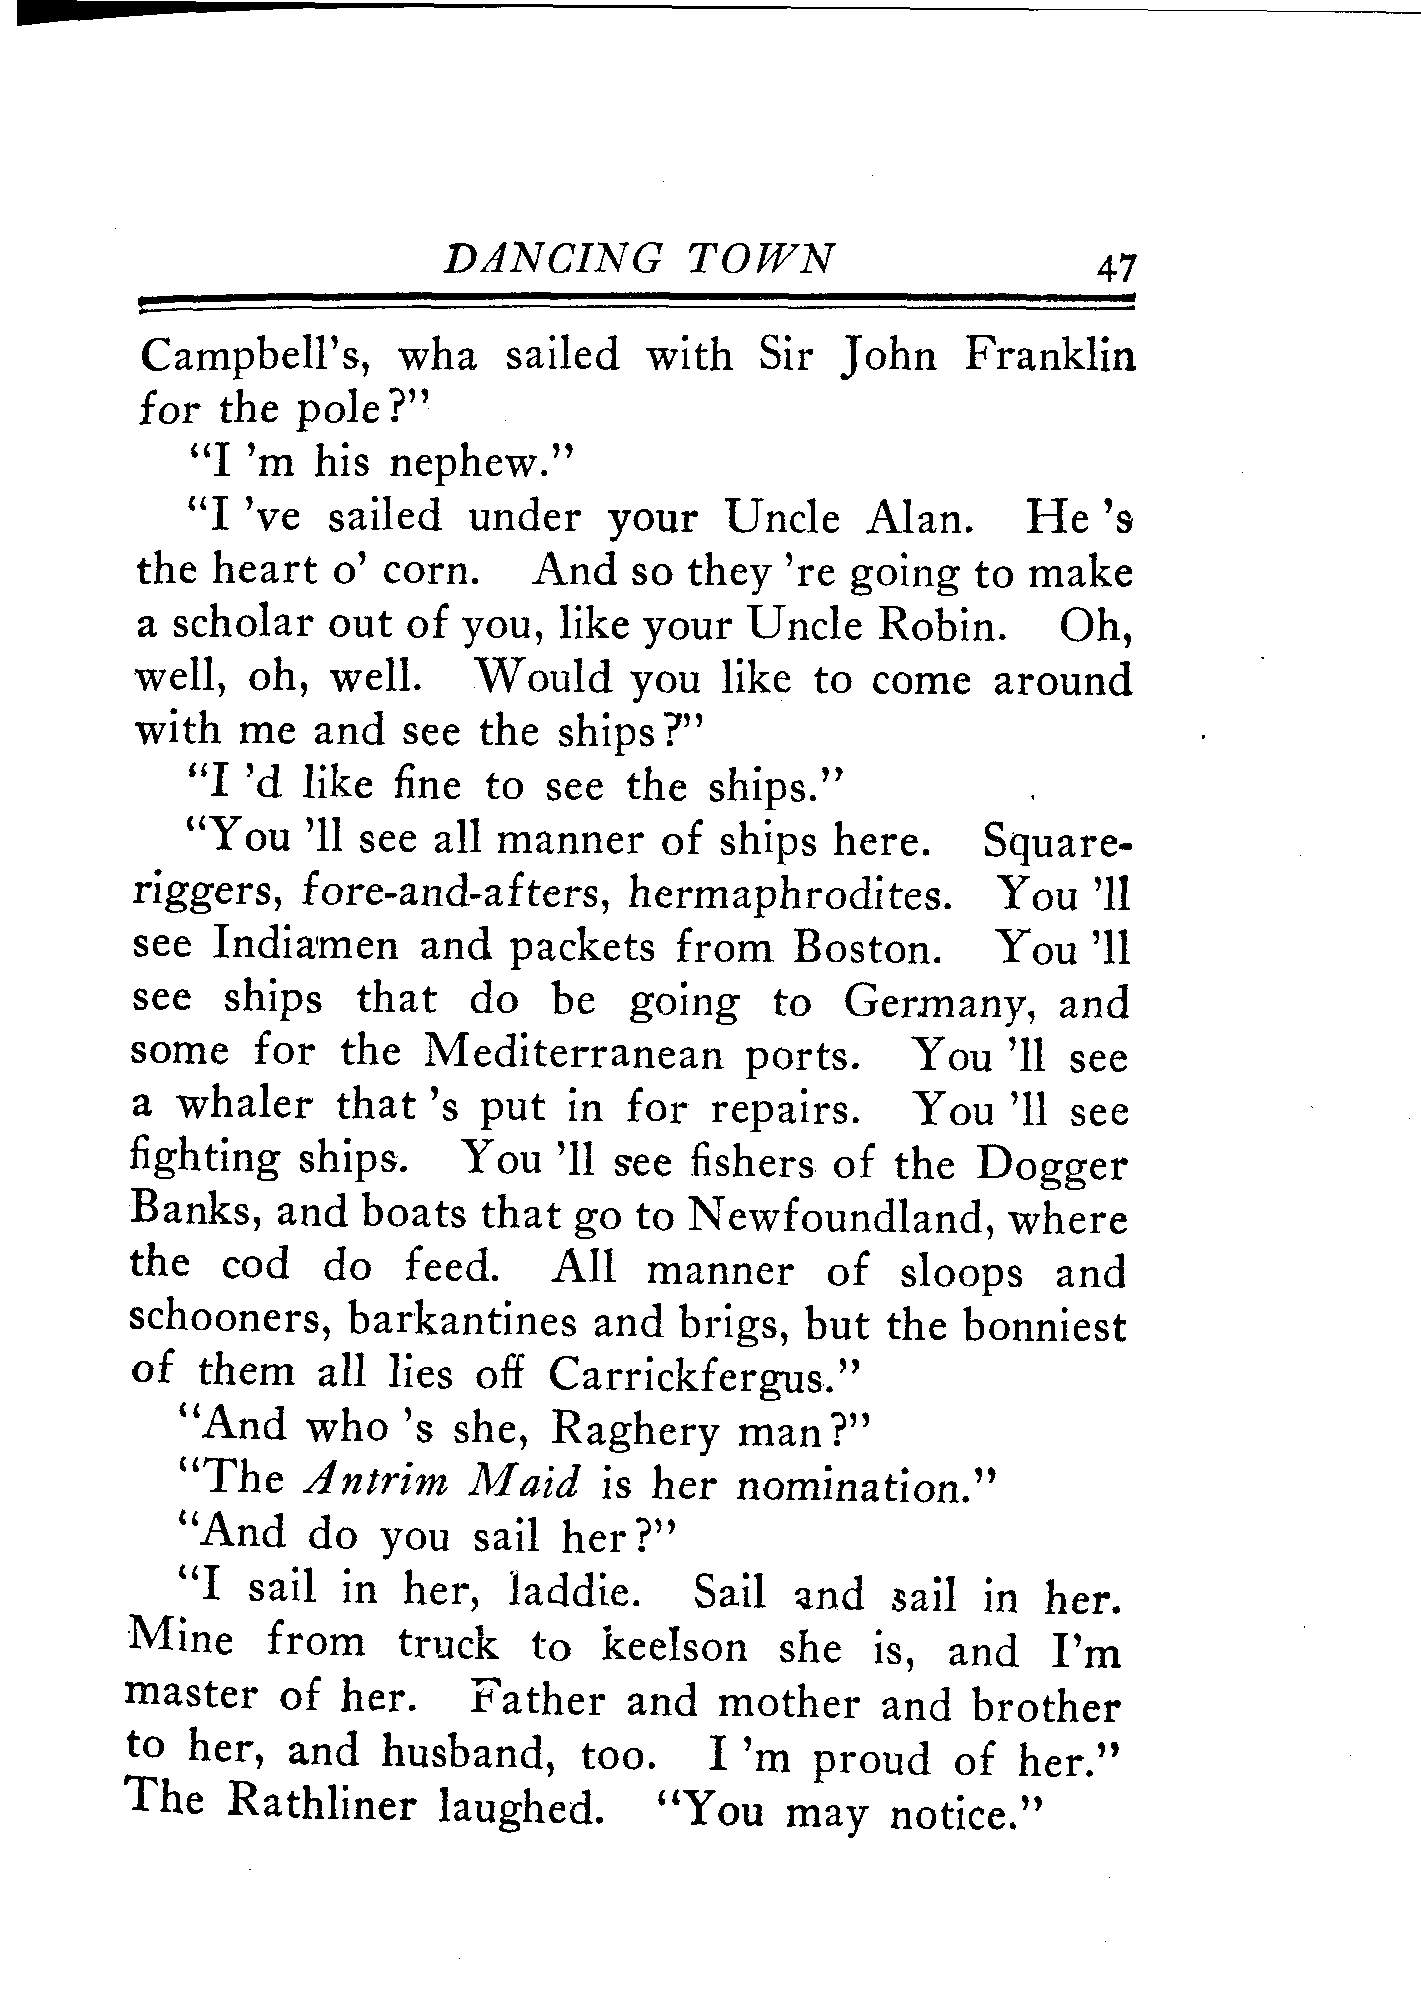 DANCING TOWN 47
Campbell's, wha sailed with Sir John Franklin
for the pole?"
"I 'm his nephew."
"I 've sailed under your Uncle Alan. He 's
the heart o' corn. And so they 're going to make
a scholar out of you, like your Uncle Robin. Oh,
well, oh, well. Would you like to come around
with me and see the ships?"
"I 'd like fine to see the ships."
"You 'll see all manner of ships here. Square-
riggers, fore-and-afters, hermaphrodites. You 'll
see Indiamen and packets from Boston. You 'll
see ships that do be going to Germany, and
some for the Mediterranean ports. You 'll see
a whaler that 's put in for repairs. You 'll see
fighting ships. You 'll see fishers of the Dogger
Banks, and boats that go to Newfoundland, where
the cod do feed. All manner of sloops and
schooners, barkantines and brigs, but the bonniest
of them all lies off Carrickfergus."
"And who 's she, Raghery man?"
"The Antrim Maid is her nomination."
"And do you sail her?"
"I sail in her, laddie. Sail and sail in her.
Mine from truck to keelson she is, and I'm
master of her. Father and mother and brother
to her, and husband, too. I 'm proud of her."
The Rathliner laughed. "You may notice."